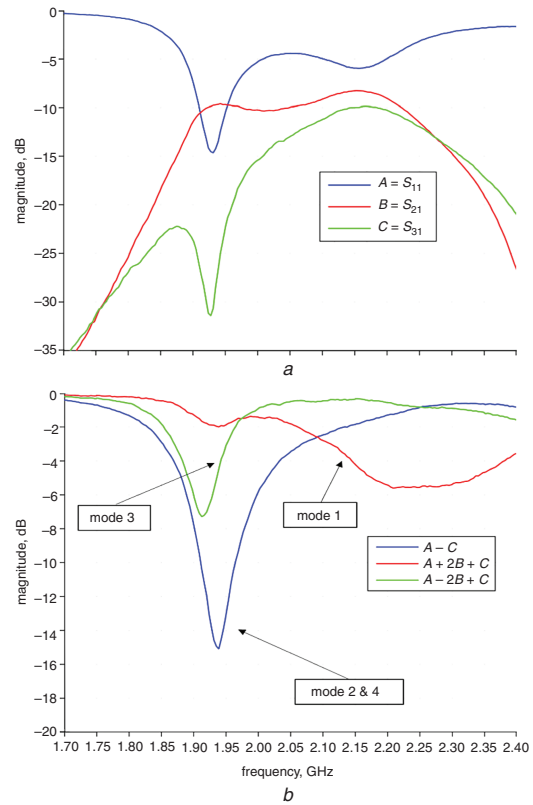 0
−5
−10
−15
−20
−25
−30
−35
magnitude, dB
A = S11
B = S21
C = S31
a
0
−2
−4
−6
−8
−10
−12
−14
−16
−18
−20
magnitude, dB
mode 3
mode 1
A − C
A + 2B + C
A − 2B + C
mode 2 & 4
1.70 1.75 1.80 1.85 1.90 1.95 2.00 2.05 2.10 2.15 2.20 2.25 2.30 2.35 2.40
frequency, GHz
b